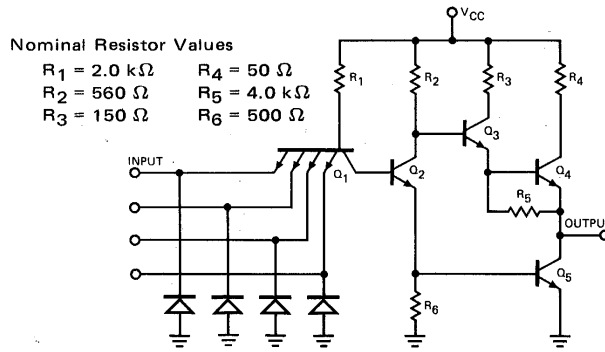 Nominal Resistor Values
R1 = 2.0 kΩ R4 = 50 Ω
R2 = 560 Ω R5 = 4.0 kΩ
R3 = 150 Ω R6 = 500 Ω
VCC
R1
R2
R3
R4
Q3
INPUT
Q1
Q2
Q4
R5
OUTPUT
Q5
R6